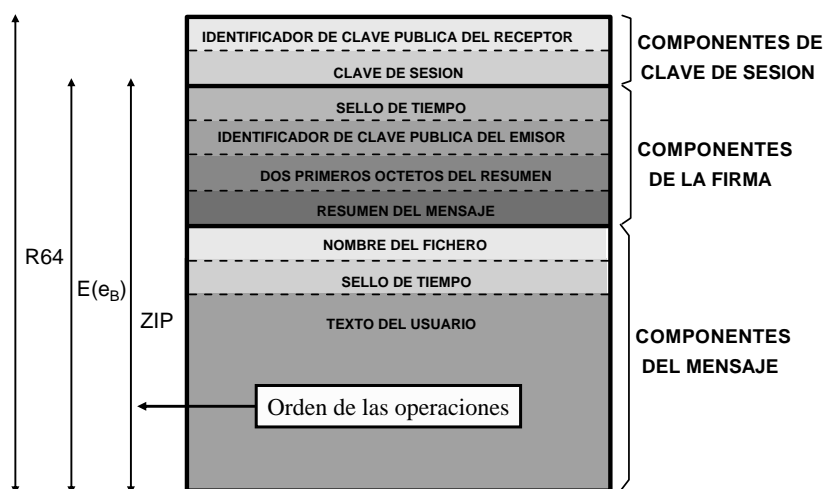 IDENTIFICADOR DE CLAVE PUBLICA DEL RECEPTOR
CLAVE DE SESION
SELLO DE TIEMPO
IDENTIFICADOR DE CLAVE PUBLICA DEL EMISOR
DOS PRIMEROS OCTETOS DEL RESUMEN
RESUMEN DEL MENSAJE
NOMBRE DEL FICHERO
SELLO DE TIEMPO
TEXTO DEL USUARIO
Orden de las operaciones
R64
E(eB)
ZIP
COMPONENTES DE
CLAVE DE SESION
COMPONENTES
DE LA FIRMA
COMPONENTES
DEL MENSAJE